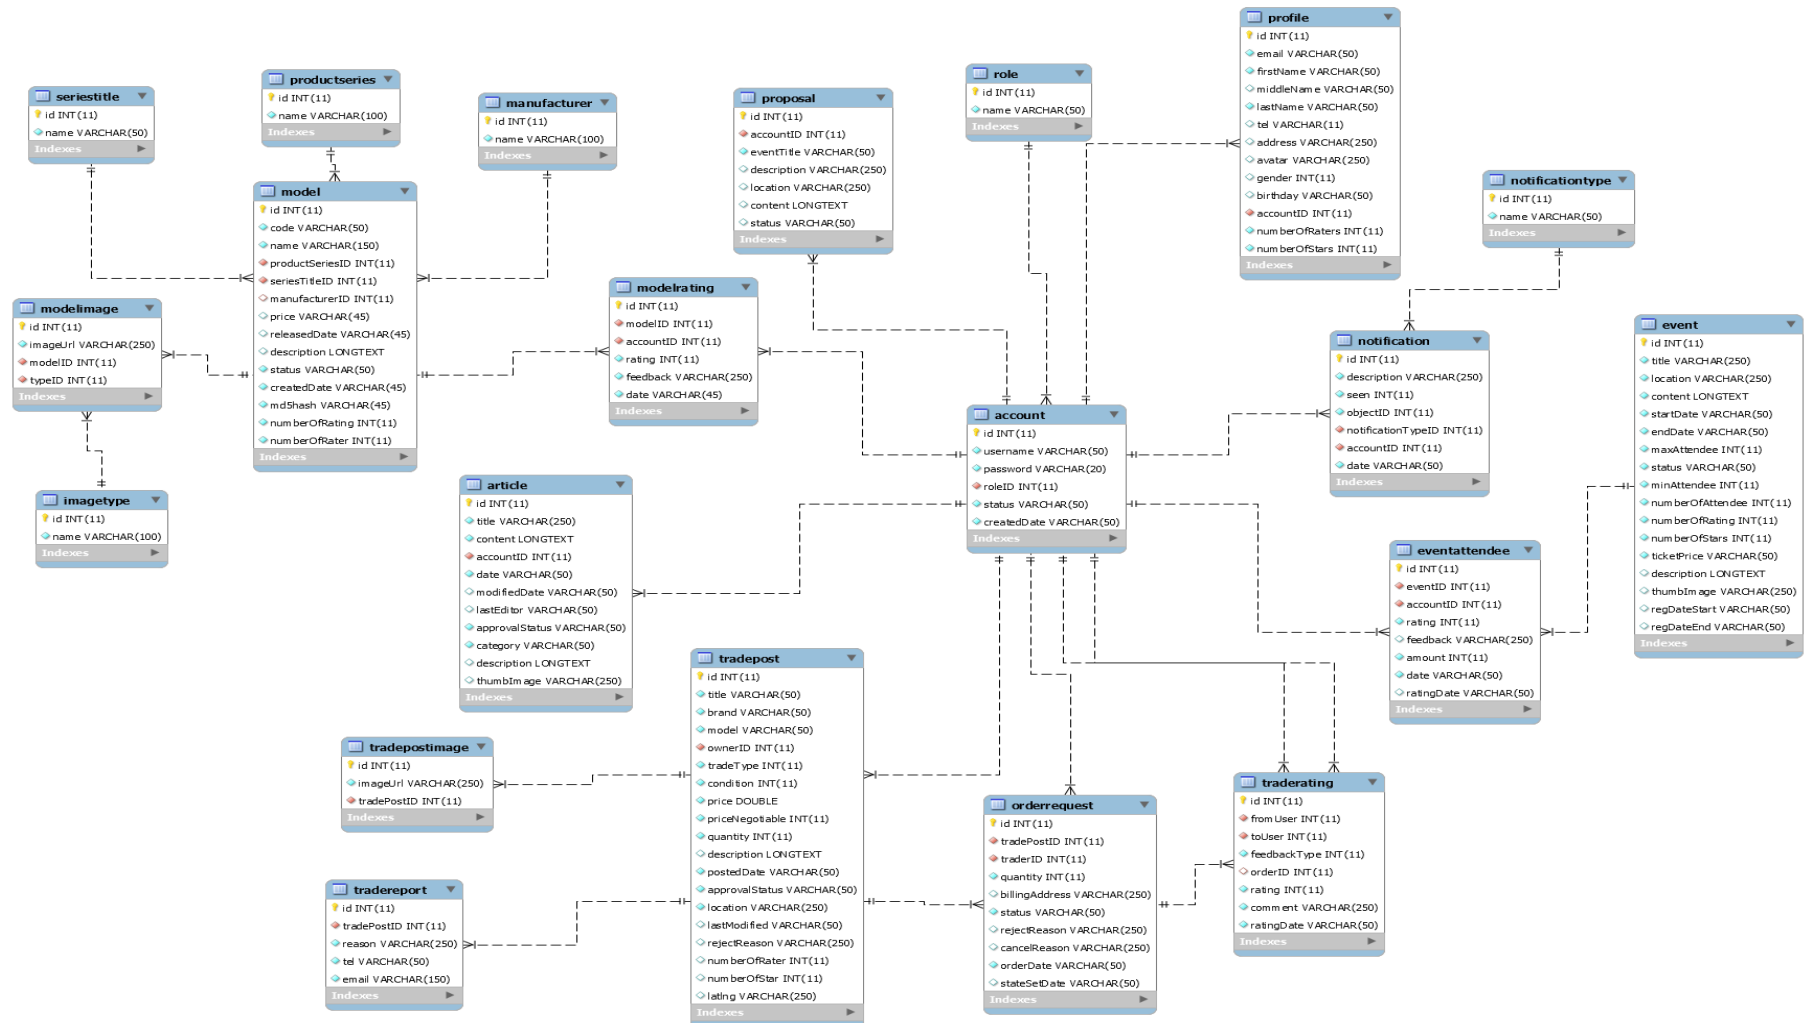 seriestitle
id INT(11)
name VARCHAR(50)
Indexes
productseries
id INT(11)
name VARCHAR(100)
Indexes
manufacturer
id INT(11)
name VARCHAR(100)
Indexes
proposal
id INT(11)
accountID INT(11)
eventTitle VARCHAR(50)
description VARCHAR(250)
location VARCHAR(250)
content LONGTEXT
status VARCHAR(50)
Indexes
role
id INT(11)
name VARCHAR(50)
Indexes
profile
id INT(11)
email VARCHAR(50)
firstName VARCHAR(50)
middleName VARCHAR(50)
lastName VARCHAR(50)
tel VARCHAR(11)
address VARCHAR(250)
avatar VARCHAR(250)
gender INT(11)
birthday VARCHAR(50)
accountID INT(11)
numberOfRaters INT(11)
numberOfStars INT(11)
Indexes
notificationtype
id INT(11)
name VARCHAR(50)
Indexes
model
id INT(11)
code VARCHAR(50)
name VARCHAR(150)
productSeriesID INT(11)
seriesTitleID INT(11)
manufacturerID INT(11)
price VARCHAR(45)
releasedDate VARCHAR(45)
description LONGTEXT
status VARCHAR(50)
createdDate VARCHAR(45)
md5hash VARCHAR(45)
numberOfRating INT(11)
numberOfRater INT(11)
Indexes
modelimage
id INT(11)
imageUrl VARCHAR(250)
modelID INT(11)
typeID INT(11)
Indexes
modelrating
id INT(11)
modelID INT(11)
accountID INT(11)
rating INT(11)
feedback VARCHAR(250)
date VARCHAR(45)
Indexes
notification
id INT(11)
description VARCHAR(250)
seen INT(11)
objectID INT(11)
notificationTypeID INT(11)
accountID INT(11)
date VARCHAR(50)
Indexes
event
id INT(11)
title VARCHAR(250)
location VARCHAR(250)
content LONGTEXT
startDate VARCHAR(50)
endDate VARCHAR(50)
maxAttendee INT(11)
status VARCHAR(50)
minAttendee INT(11)
numberOfAttendee INT(11)
numberOfRating INT(11)
numberOfStars INT(11)
ticketPrice VARCHAR(50)
description LONGTEXT
thumbImage VARCHAR(250)
regDateStart VARCHAR(50)
regDateEnd VARCHAR(50)
Indexes
account
id INT(11)
username VARCHAR(50)
password VARCHAR(20)
roleID INT(11)
status VARCHAR(50)
createdDate VARCHAR(50)
Indexes
imagetype
id INT(11)
name VARCHAR(100)
Indexes
article
id INT(11)
title VARCHAR(250)
content LONGTEXT
accountID INT(11)
date VARCHAR(50)
modifiedDate VARCHAR(50)
lastEditor VARCHAR(50)
approvalStatus VARCHAR(50)
category VARCHAR(50)
description LONGTEXT
thumbImage VARCHAR(250)
Indexes
eventattendee
id INT(11)
eventID INT(11)
accountID INT(11)
rating INT(11)
feedback VARCHAR(250)
amount INT(11)
date VARCHAR(50)
ratingDate VARCHAR(50)
Indexes
tradepost
id INT(11)
title VARCHAR(50)
brand VARCHAR(50)
model VARCHAR(50)
ownerID INT(11)
tradeType INT(11)
condition INT(11)
price DOUBLE
priceNegotiable INT(11)
quantity INT(11)
description LONGTEXT
postedDate VARCHAR(50)
approvalStatus VARCHAR(50)
location VARCHAR(250)
lastModified VARCHAR(50)
rejectReason VARCHAR(250)
numberOfRater INT(11)
numberOfStar INT(11)
latlng VARCHAR(250)
Indexes
tradepostimage
id INT(11)
imageUrl VARCHAR(250)
tradePostID INT(11)
Indexes
tradereport
id INT(11)
tradePostID INT(11)
reason VARCHAR(250)
tel VARCHAR(50)
email VARCHAR(150)
Indexes
orderrequest
id INT(11)
tradePostID INT(11)
traderID INT(11)
quantity INT(11)
billingAddress VARCHAR(250)
status VARCHAR(50)
rejectReason VARCHAR(250)
cancelReason VARCHAR(250)
orderDate VARCHAR(50)
stateSetDate VARCHAR(50)
Indexes
traderating
id INT(11)
fromUser INT(11)
toUser INT(11)
feedbackType INT(11)
orderID INT(11)
rating INT(11)
comment VARCHAR(250)
ratingDate VARCHAR(50)
Indexes